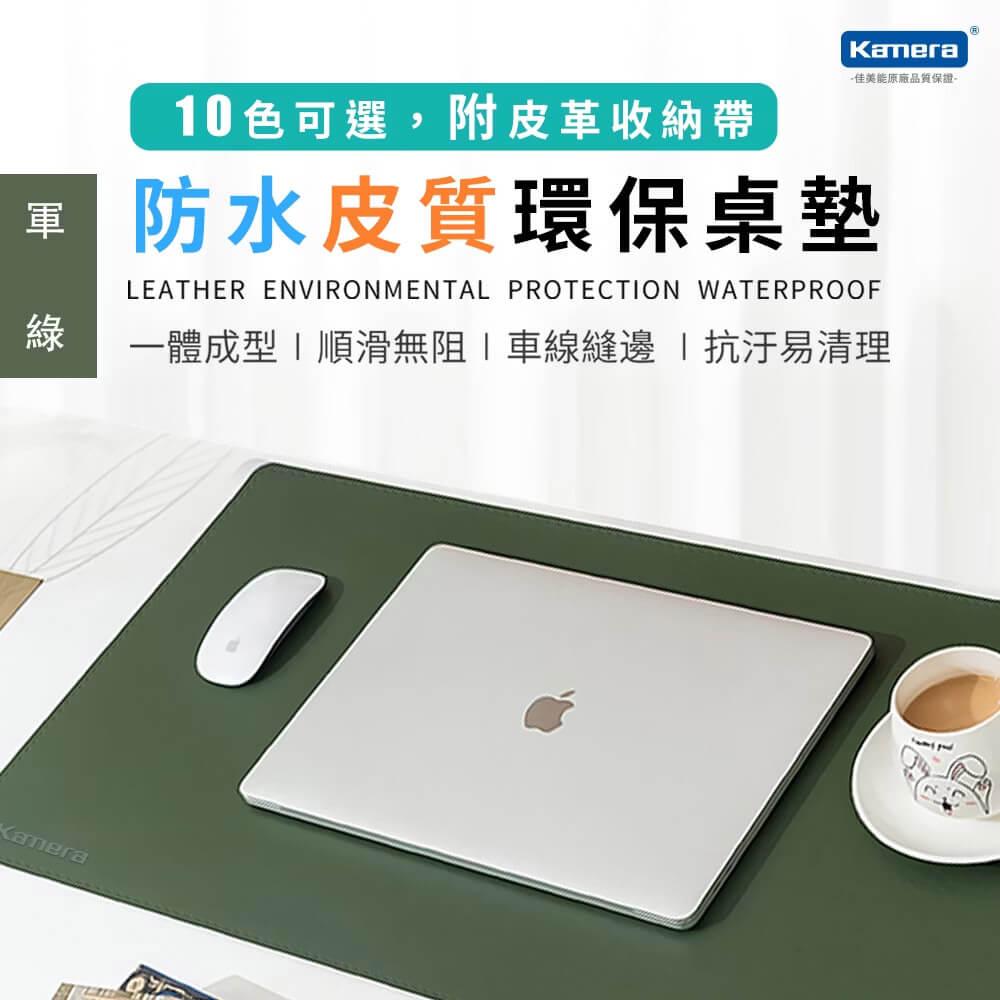 Kamera®
-佳美能原廠品質保證-
10色可選，附皮革收納帶
軍綠
防水皮質環保桌墊
LEATHER ENVIRONMENTAL PROTECTION WATERPROOF
一體成型 | 順滑無阻 | 車線縫邊 | 抗汙易清理
Kamera